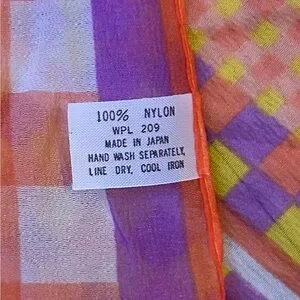 100% NYLON
WPL 209
MADE IN JAPAN
HAND WASH SEPARATELY,
LINE DRY, COOL IRON